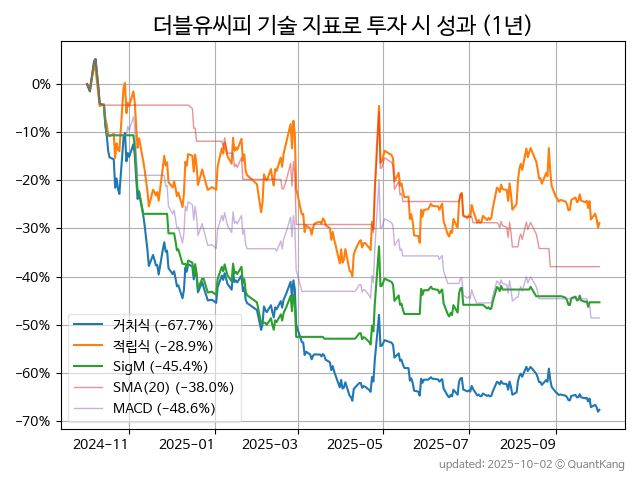 더블유씨피 기술 지표로 투자 시 성과 (1년)
0%
−10%
−20%
−30%
−40%
−50%
−60%
−70%
거치식 (−67.7%)
적립식 (−28.9%)
SigM (−45.4%)
SMA(20) (−38.0%)
MACD (−48.6%)
2024-11
2025-01
2025-03
2025-05
2025-07
2025-09
updated: 2025-10-02 © QuantKang